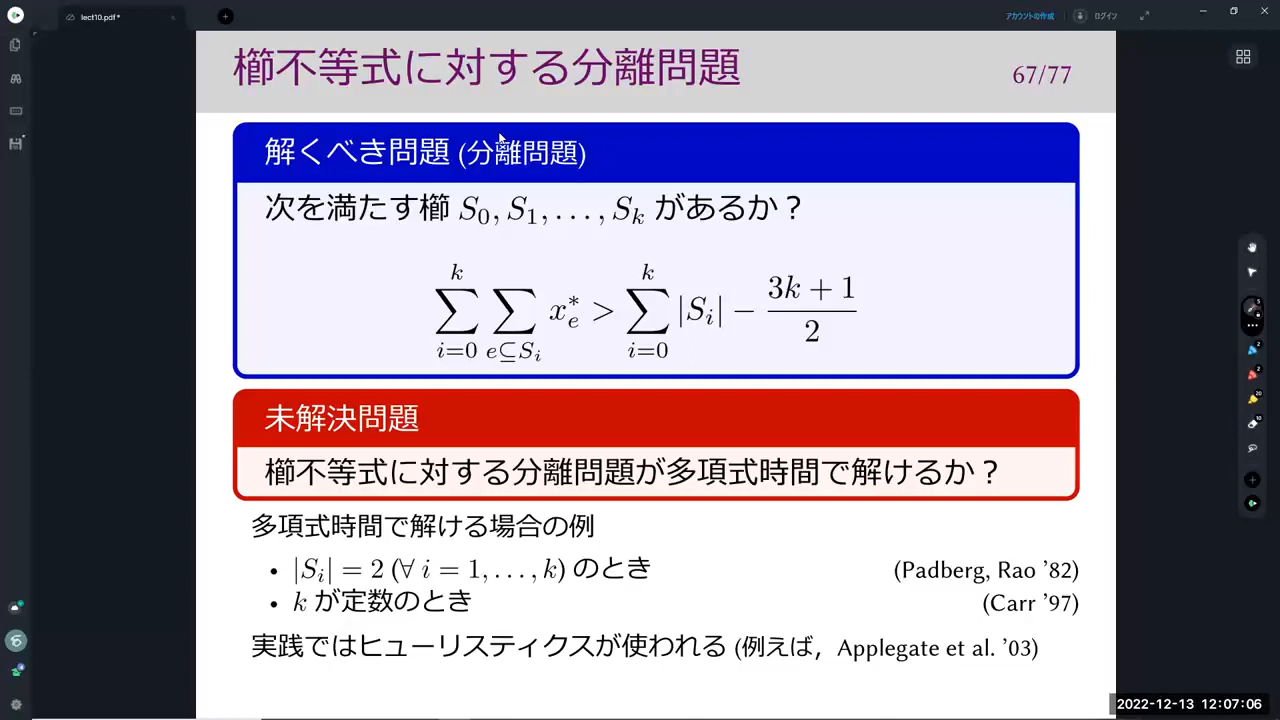 lect10.pdf*
アカウントの作成
ログイン
櫛不等式に対する分離問題
67/77
解くべき問題 (分離問題)
次を満たす櫛 S_0, S_1, …, S_k があるか？
\sum_{i=0}^{k} \sum_{e⊆S_i} x_e^* > \sum_{i=0}^{k} |S_i| − \frac{3k + 1}{2}
未解決問題
櫛不等式に対する分離問題が多項式時間で解けるか？
多項式時間で解ける場合の例
• |S_i| = 2 (∀ i = 1, …, k) のとき (Padberg, Rao ’82)
• k が定数のとき (Carr ’97)
実践ではヒューリスティクスが使われる (例えば，Applegate et al. ’03)
2022-12-13 12:07:06